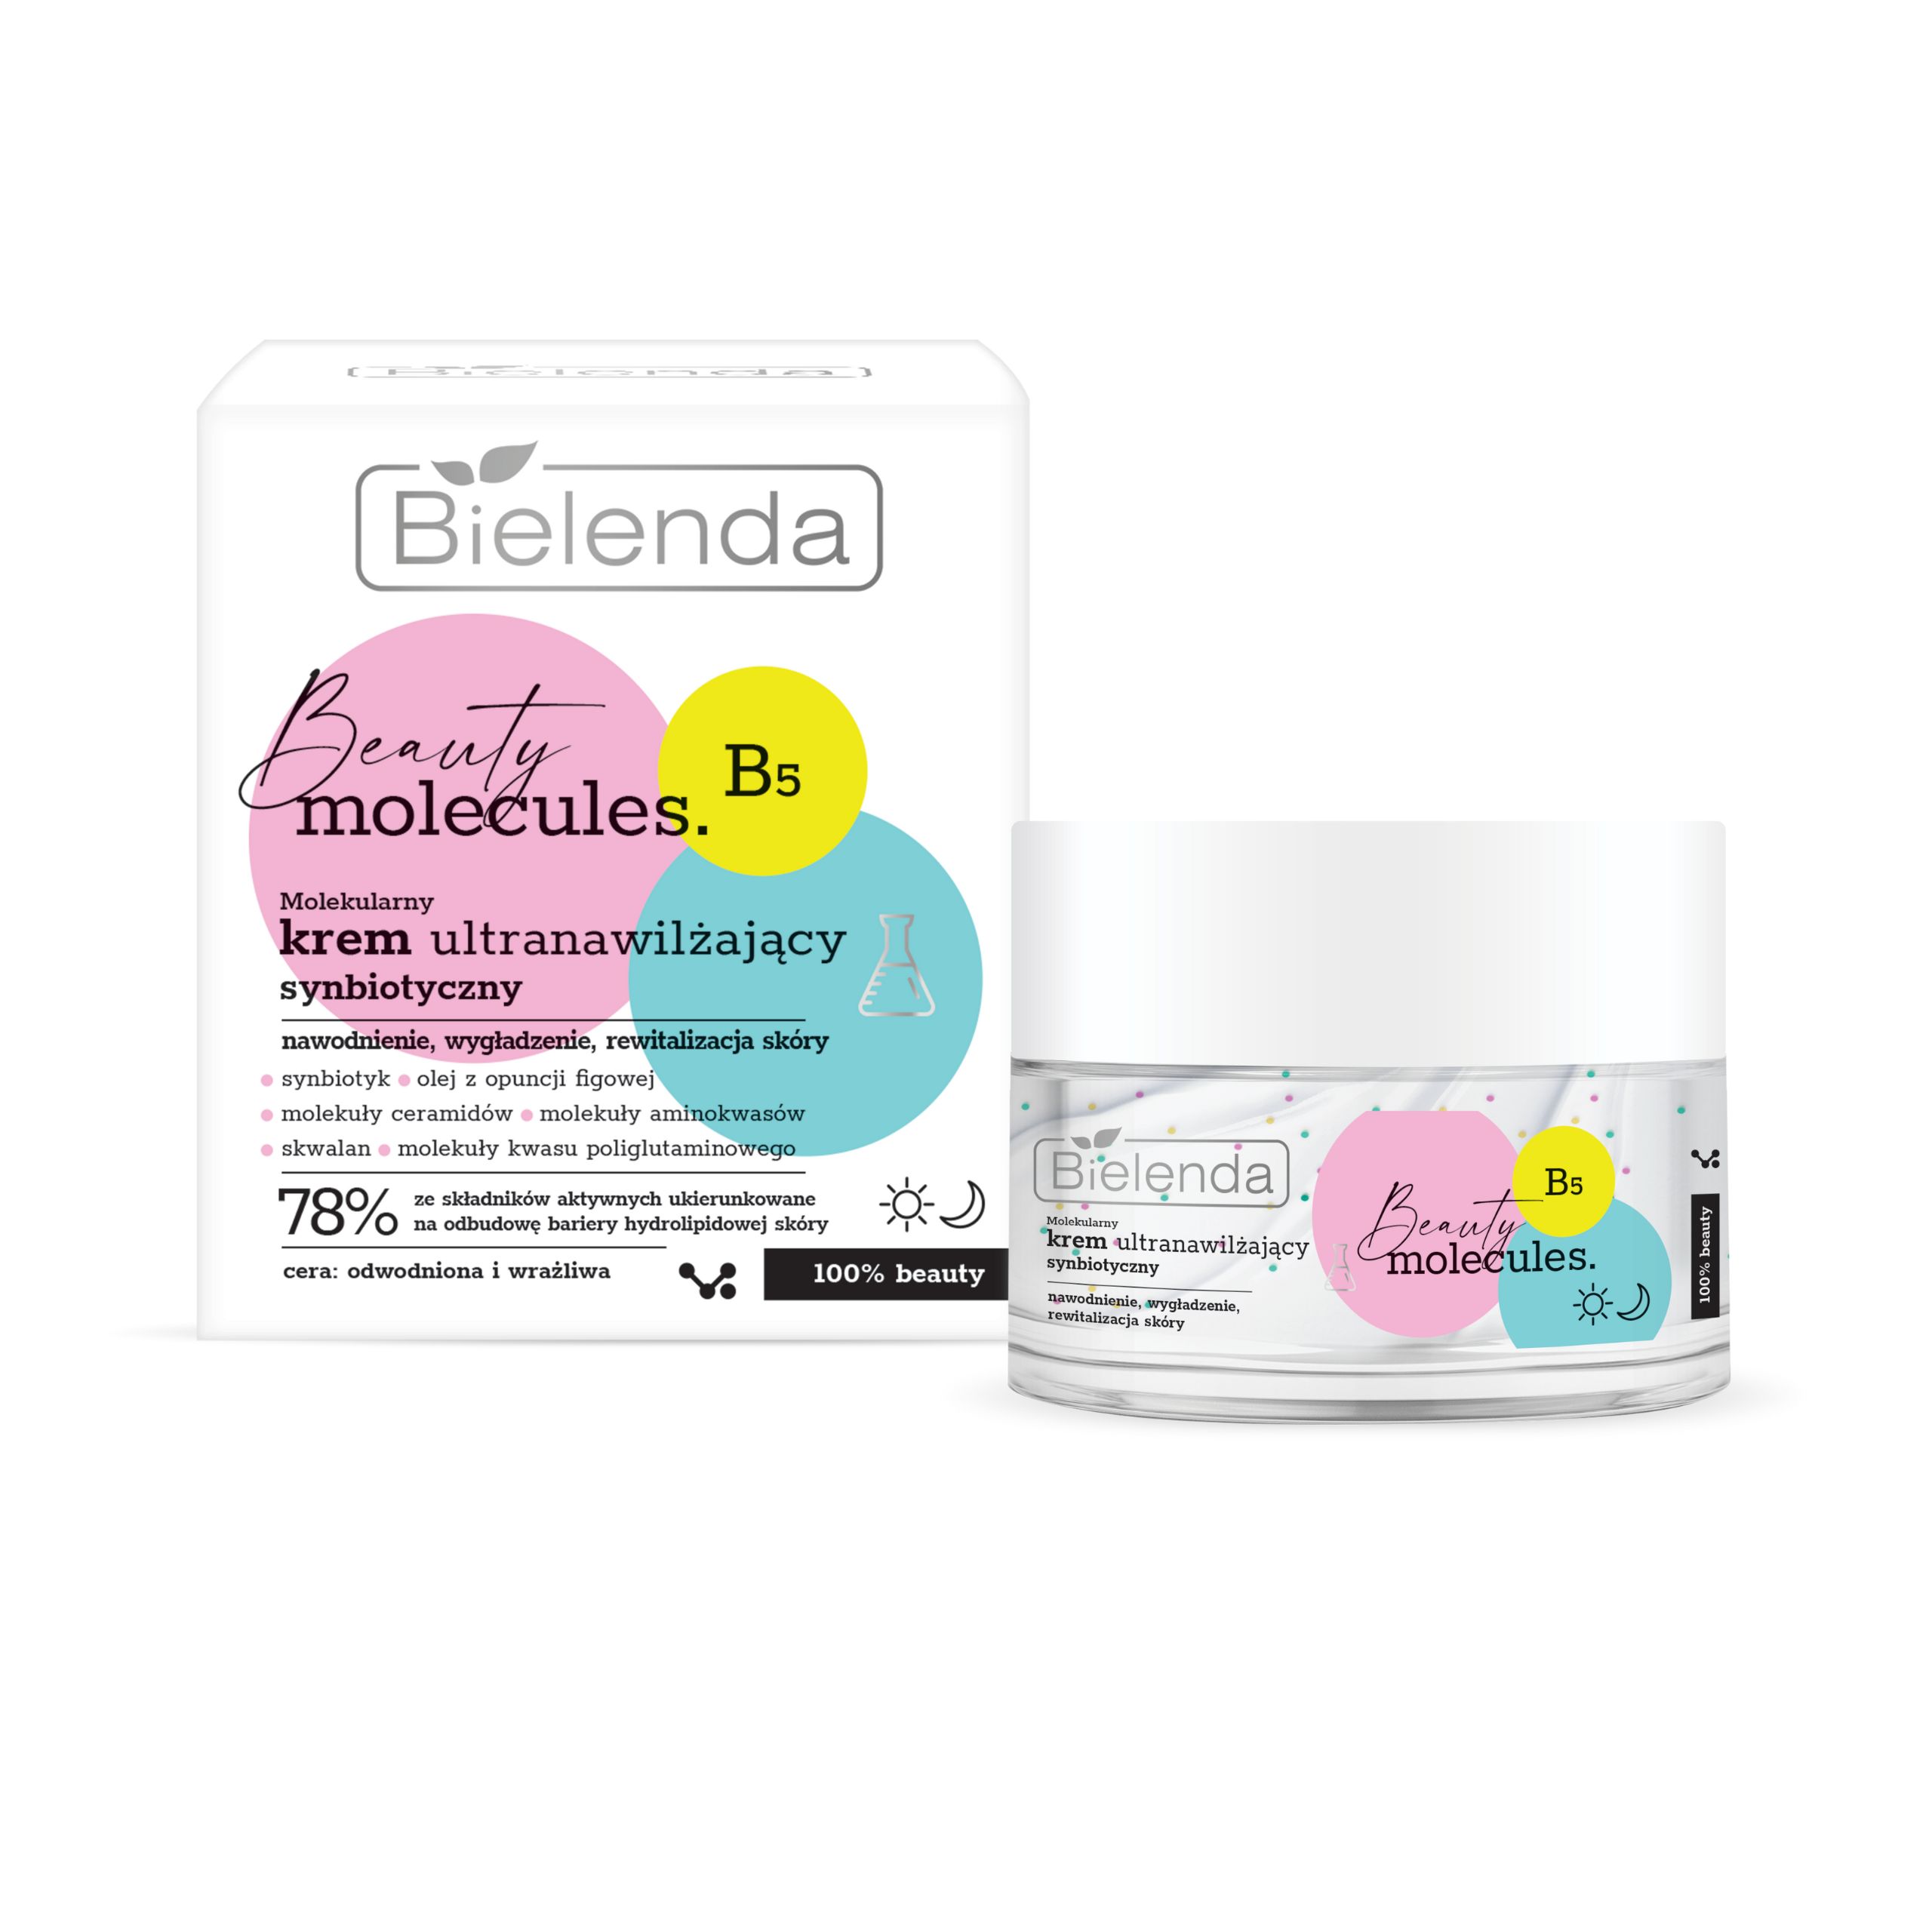 Bielenda
Bielenda
Beauty
molecules.
B5
Molekularny
krem ultranawilżający
synbiotyczny
nawodnienie, wygładzenie, rewitalizacja skóry
synbiotyk olej z opuncji figowej
molekuły ceramidów molekuły aminokwasów
skwalan molekuły kwasu poliglutaminowego
78% ze składników aktywnych ukierunkowane
na odbudowę bariery hydrolipidowej skóry
cera: odwodniona i wrażliwa
100% beauty
Bielenda
Molekularny
krem ultranawilżający
synbiotyczny
nawodnienie, wygładzenie,
rewitalizacja skóry
Beauty
molecules.
B5
100% beauty